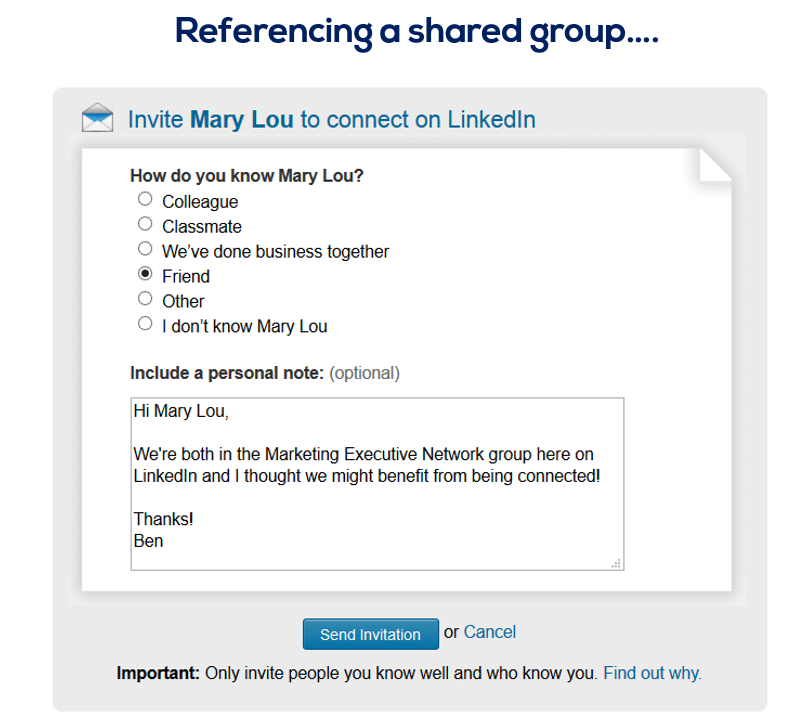 Referencing a shared group....
Invite Mary Lou to connect on LinkedIn
How do you know Mary Lou?
Colleague
Classmate
We’ve done business together
Friend
Other
I don’t know Mary Lou
Include a personal note: (optional)
Hi Mary Lou,
We're both in the Marketing Executive Network group here on
LinkedIn and I thought we might benefit from being connected!
Thanks!
Ben
Send Invitation or Cancel
Important: Only invite people you know well and who know you. Find out why.